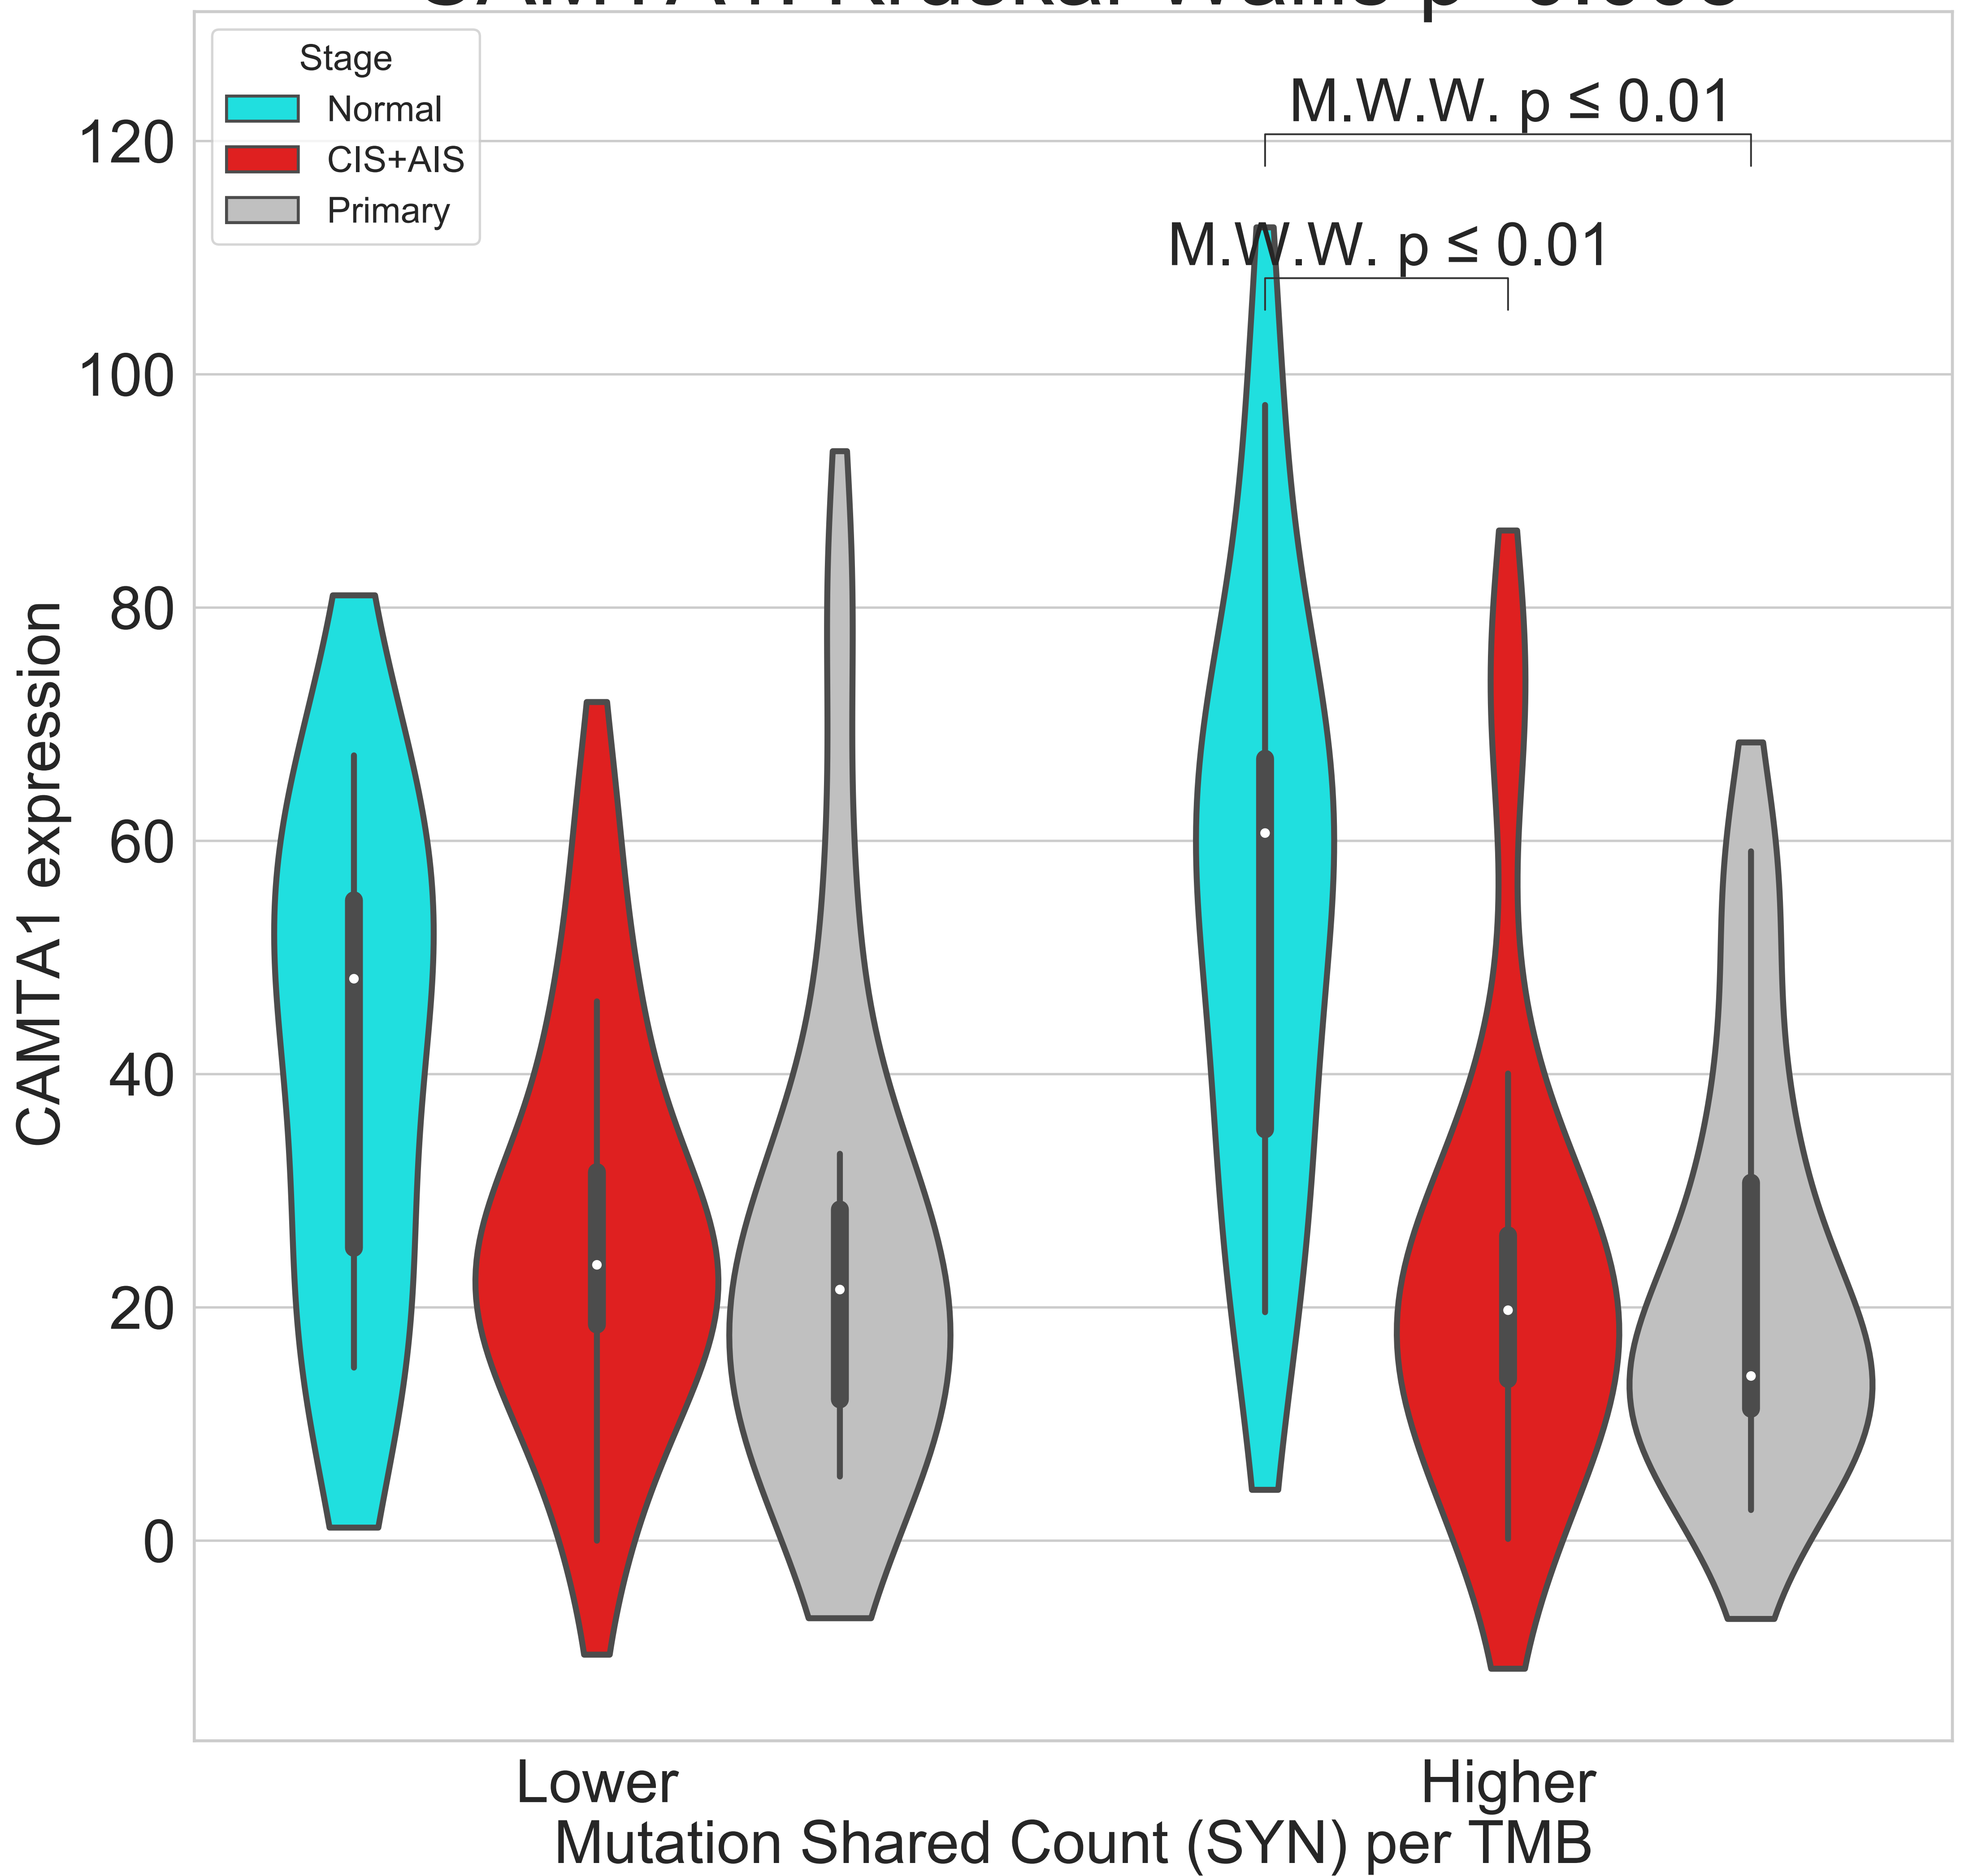 Stage
Normal
CIS+AIS
Primary
M.W.W. p ≤ 0.01
M.W.W. p ≤ 0.01
120
100
80
60
40
20
0
CAMTA1 expression
Lower
Higher
Mutation Shared Count (SYN) per TMB